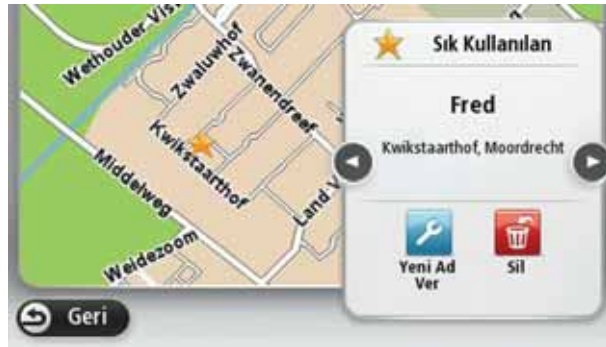 Wethouder Vis
Zwaluwhof
Zwanendreef
Kwikstaarthof
Middelweg
Land V
Weidezoom
Sık Kullanılan
Fred
Kwikstaarthof, Moordrecht
Yeni Ad
Ver
Sil
Geri